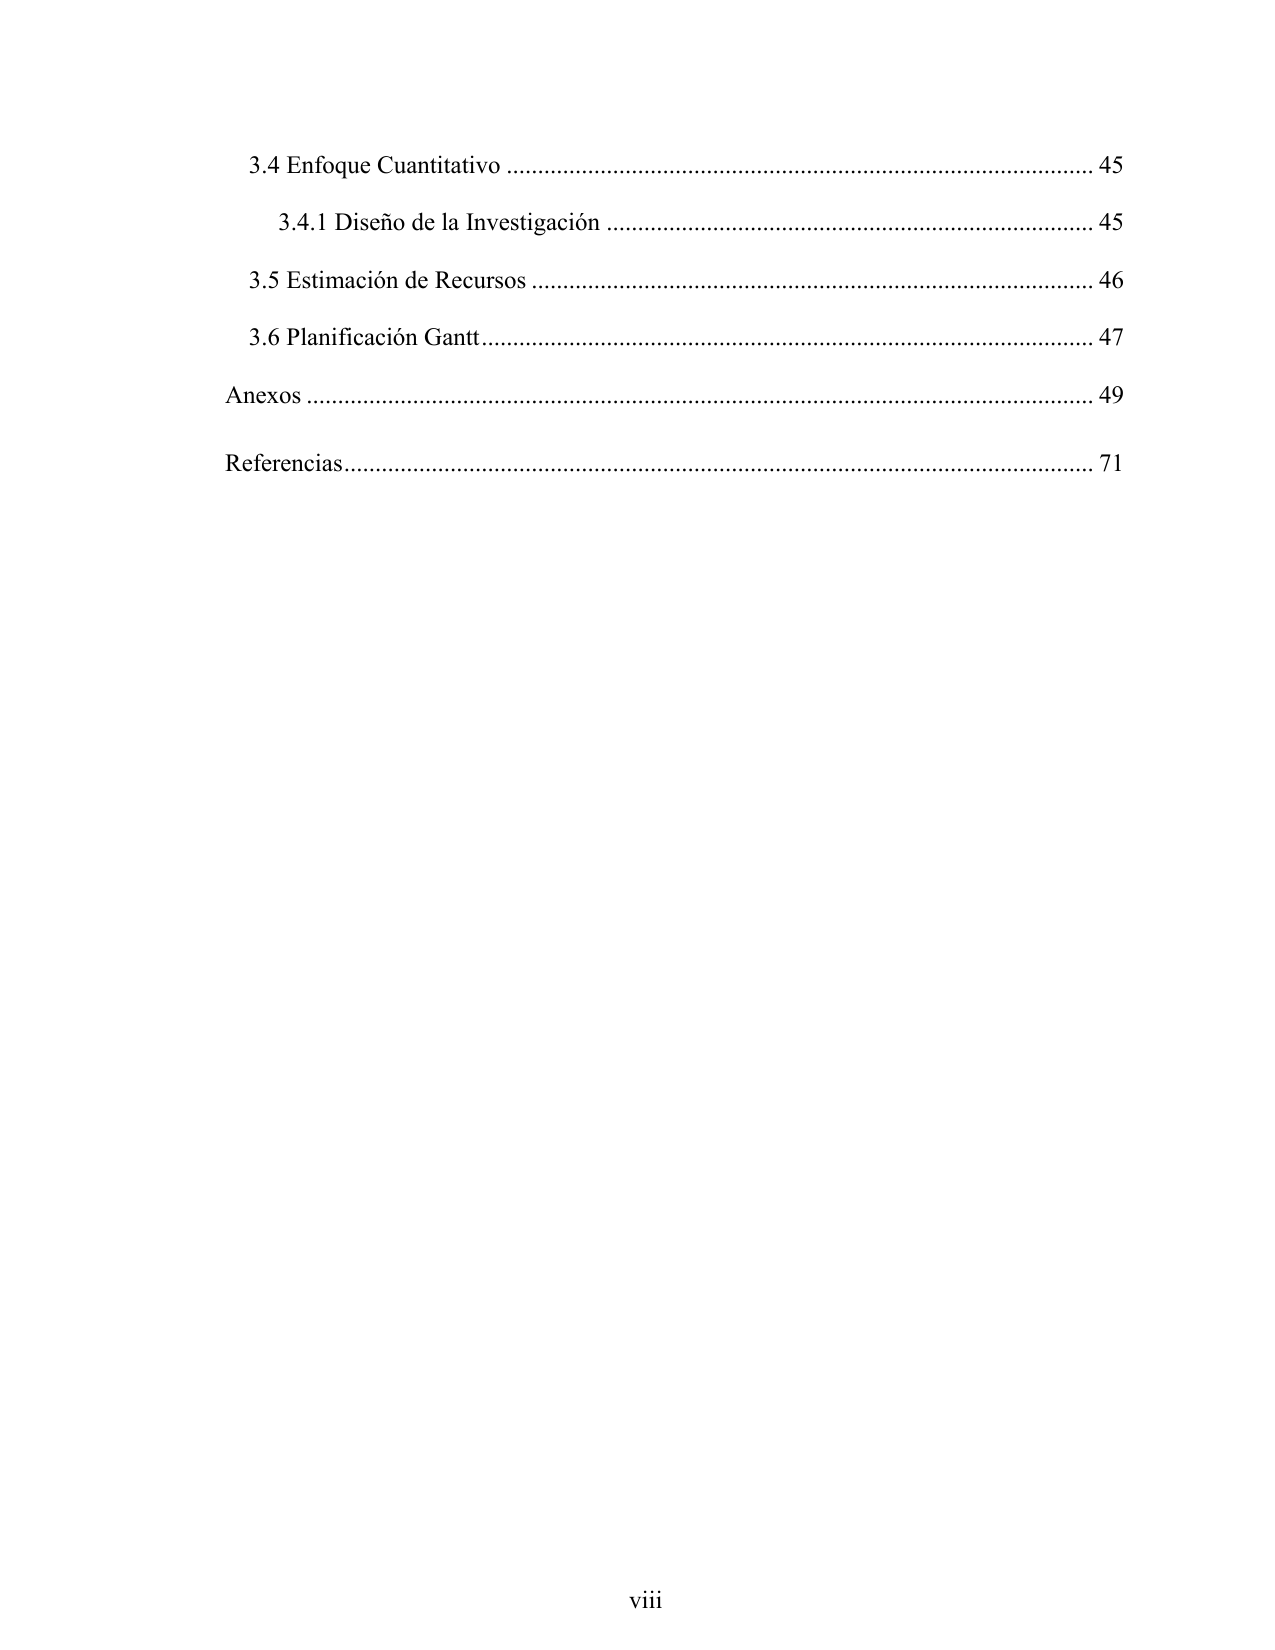 3.4 Enfoque Cuantitativo .............................................................................................. 45
3.4.1 Diseño de la Investigación .............................................................................. 45
3.5 Estimación de Recursos .......................................................................................... 46
3.6 Planificación Gantt.................................................................................................. 47
Anexos .............................................................................................................................. 49
Referencias........................................................................................................................ 71
viii